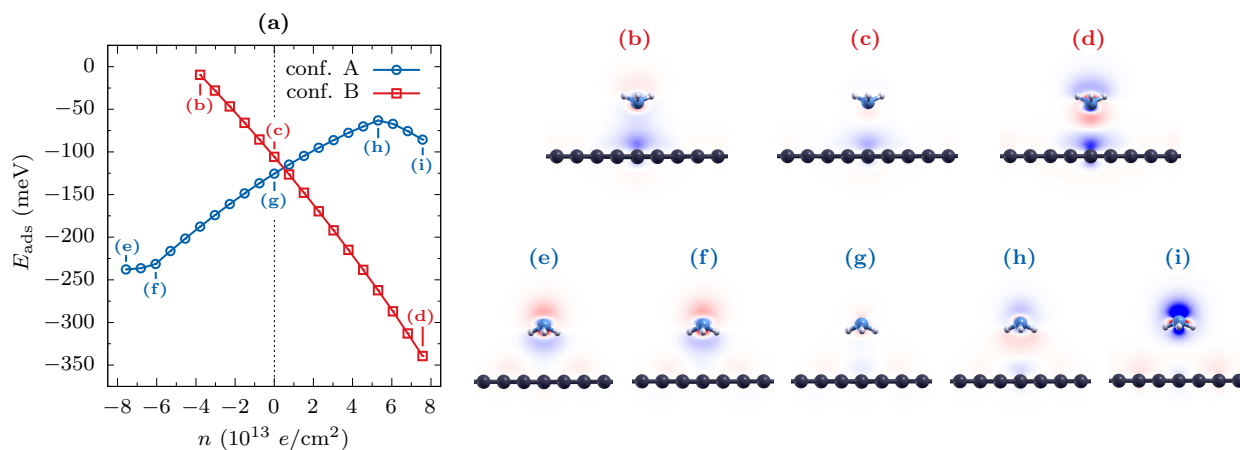 (a)
0
−50
−100
−150
−200
−250
−300
−350
E_ads (meV)
−8 −6 −4 −2 0 2 4 6 8
n (10^13 e/cm^2)
conf. A
conf. B
(b)
(c)
(g)
(h)
(i)
(e)
(f)
(d)
(b) (c) (d)
(e) (f) (g) (h) (i)